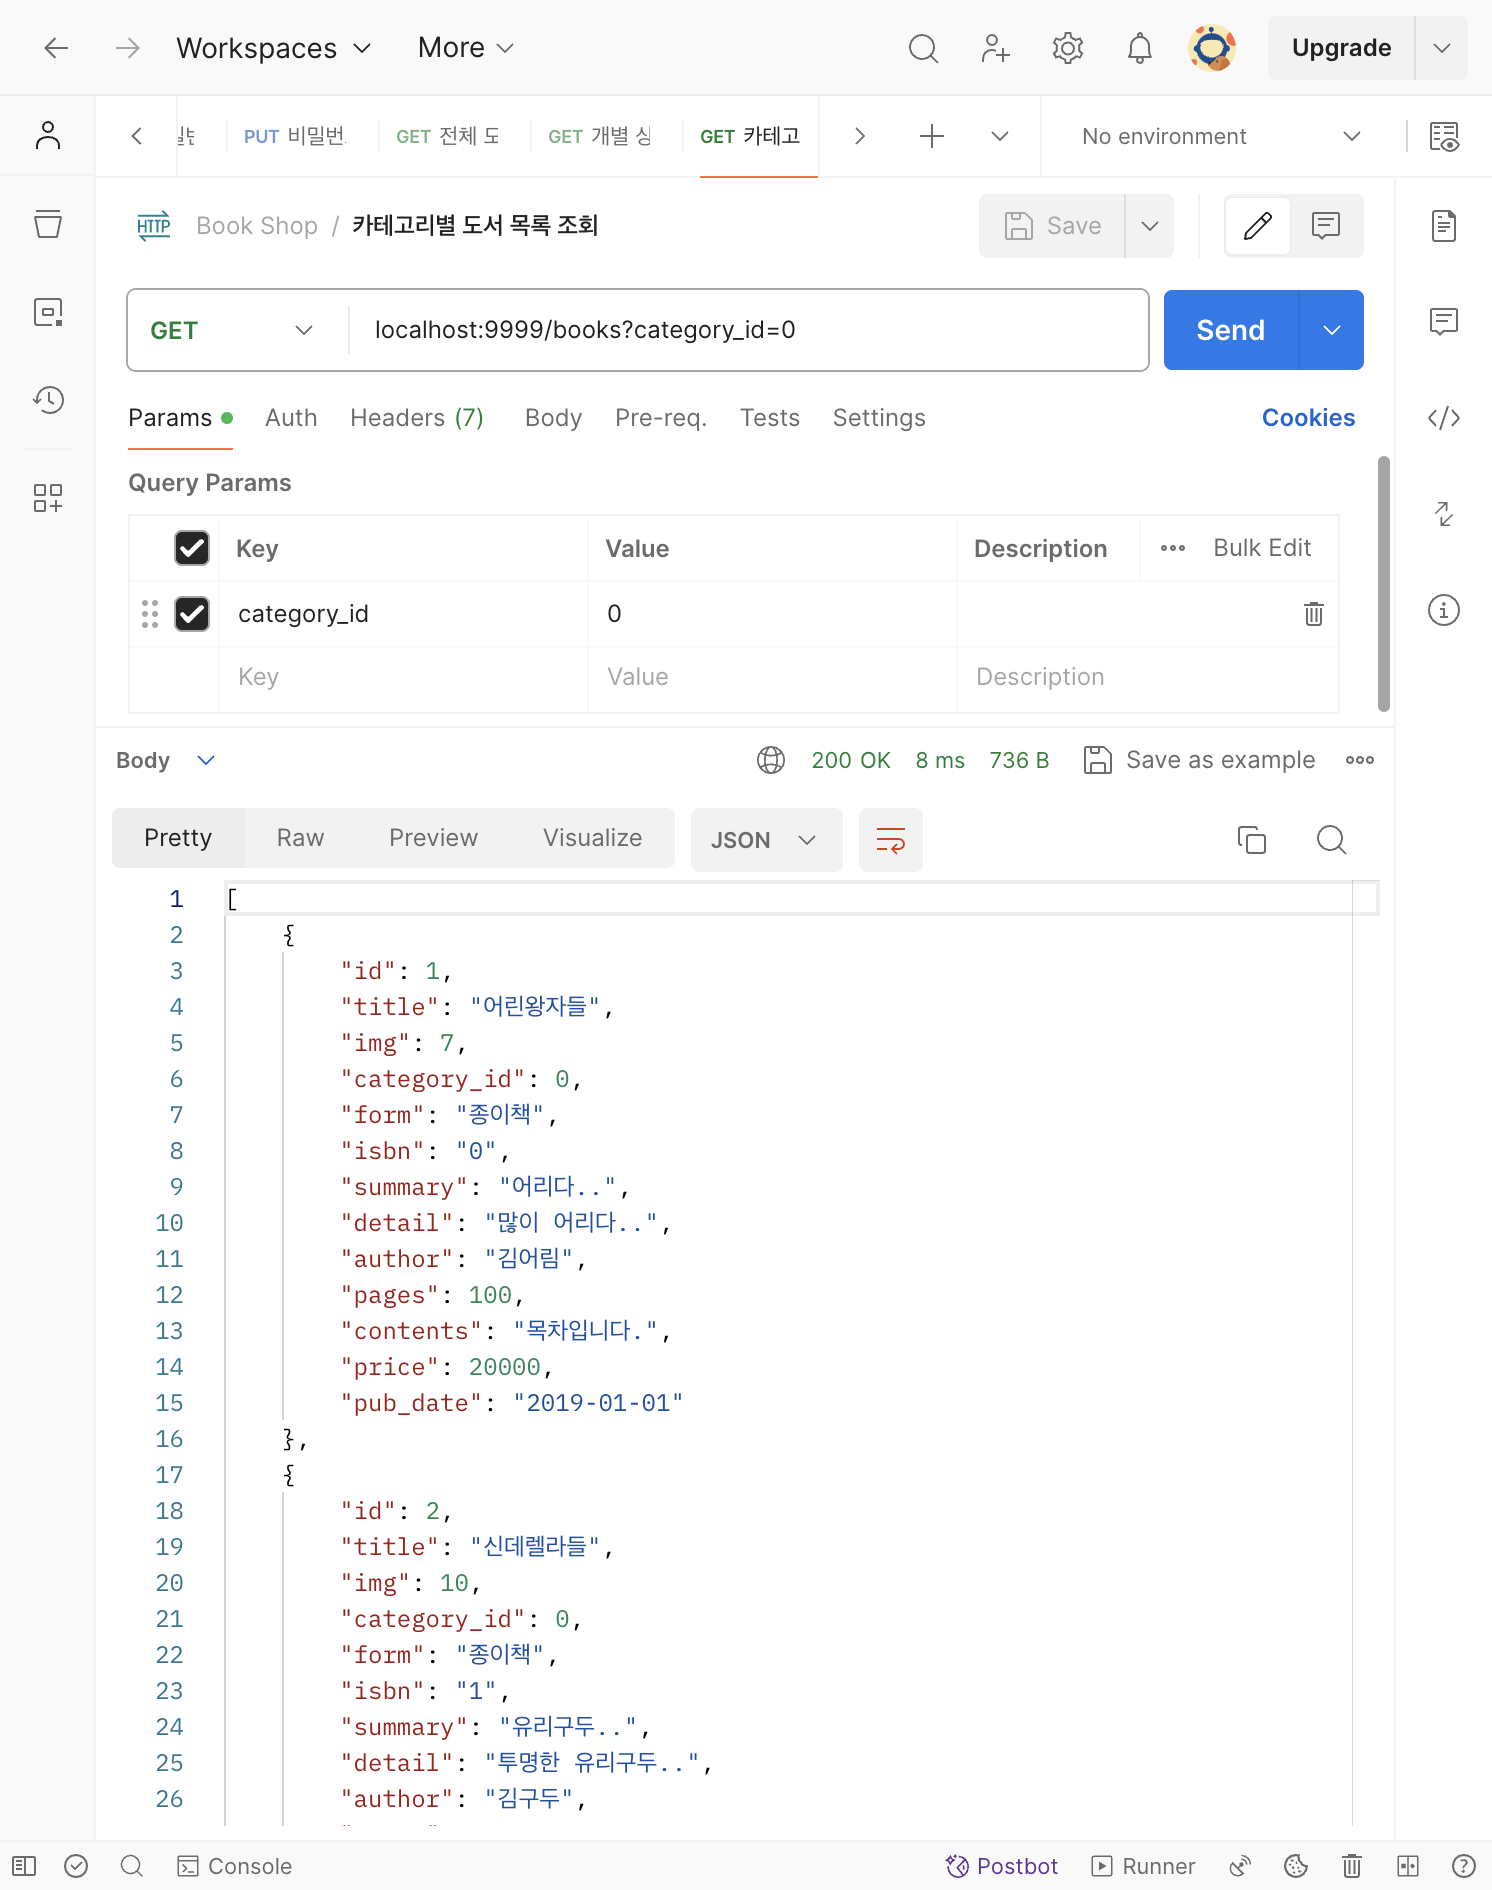 Workspaces More Upgrade
PUT 비밀번 GET 전체 도 GET 개별 상 GET 카테고 No environment
HTTP Book Shop / 카테고리별 도서 목록 조회 Save
GET localhost:9999/books?category_id=0 Send
Params Auth Headers (7) Body Pre-req. Tests Settings Cookies
Query Params
Key Value Description Bulk Edit
category_id 0
Key Value Description
Body 200 OK 8 ms 736 B Save as example
Pretty Raw Preview Visualize JSON
1 [
2 {
3 "id": 1,
4 "title": "어린왕자들",
5 "img": 7,
6 "category_id": 0,
7 "form": "종이책",
8 "isbn": "0",
9 "summary": "어리다..",
10 "detail": "많이 어리다..",
11 "author": "김어림",
12 "pages": 100,
13 "contents": "목차입니다.",
14 "price": 20000,
15 "pub_date": "2019-01-01"
16 },
17 {
18 "id": 2,
19 "title": "신데렐라들",
20 "img": 10,
21 "category_id": 0,
22 "form": "종이책",
23 "isbn": "1",
24 "summary": "유리구두..",
25 "detail": "투명한 유리구두..",
26 "author": "김구두",
Console Postbot Runner